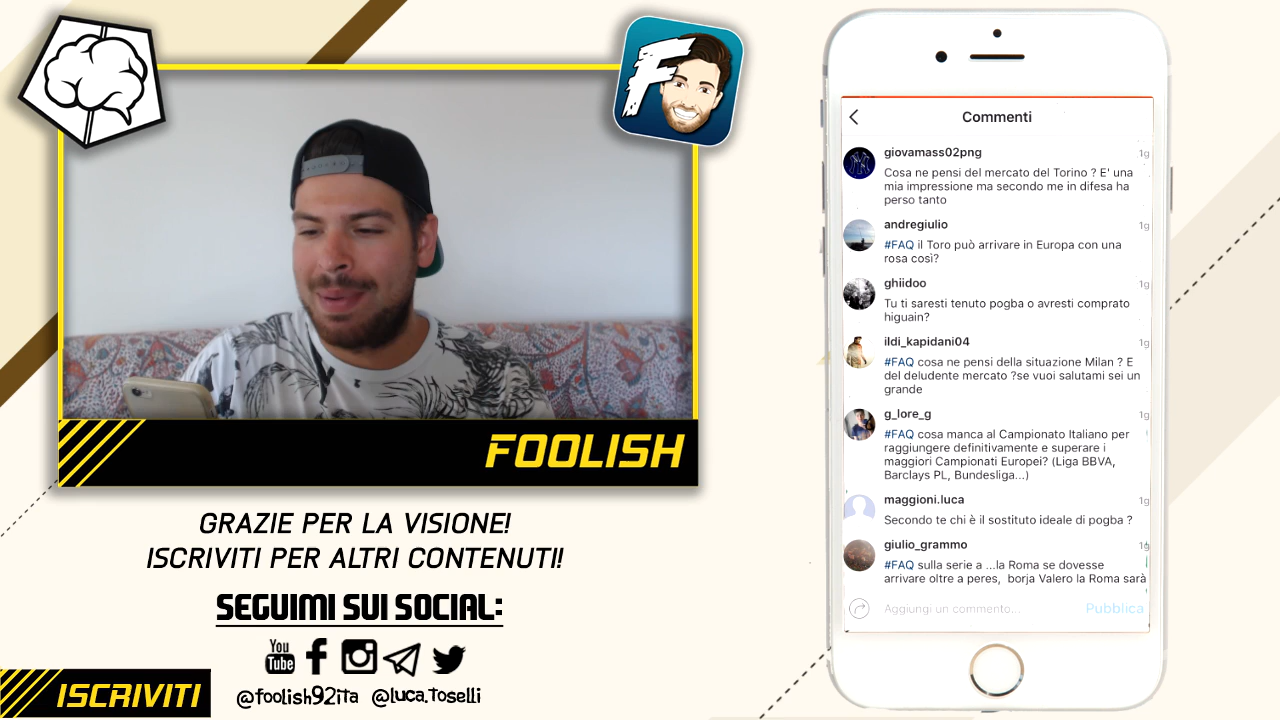 F
FOOLISH
GRAZIE PER LA VISIONE!
ISCRIVITI PER ALTRI CONTENUTI!
SEGUIMI SUI SOCIAL:
You
Tube
@foolish92ita @luca.toselli
ISCRIVITI
Commenti
giovamass02png 1g
Cosa ne pensi del mercato del Torino ? E' una
mia impressione ma secondo me in difesa ha
perso tanto
andregiulio 1g
#FAQ il Toro può arrivare in Europa con una
rosa così?
ghiidoo 1g
Tu ti saresti tenuto pogba o avresti comprato
higuain?
ildi_kapidani04 1g
#FAQ cosa ne pensi della situazione Milan ? E
del deludente mercato ?se vuoi salutami sei un
grande
g_lore_g 1g
#FAQ cosa manca al Campionato Italiano per
raggiungere definitivamente e superare i
maggiori Campionati Europei? (Liga BBVA,
Barclays PL, Bundesliga...)
maggioni.luca 1g
Secondo te chi è il sostituto ideale di pogba ?
giulio_grammo 1g
#FAQ sulla serie a ...la Roma se dovesse
arrivare oltre a peres, borja Valero la Roma sarà
Aggiungi un commento... Pubblica